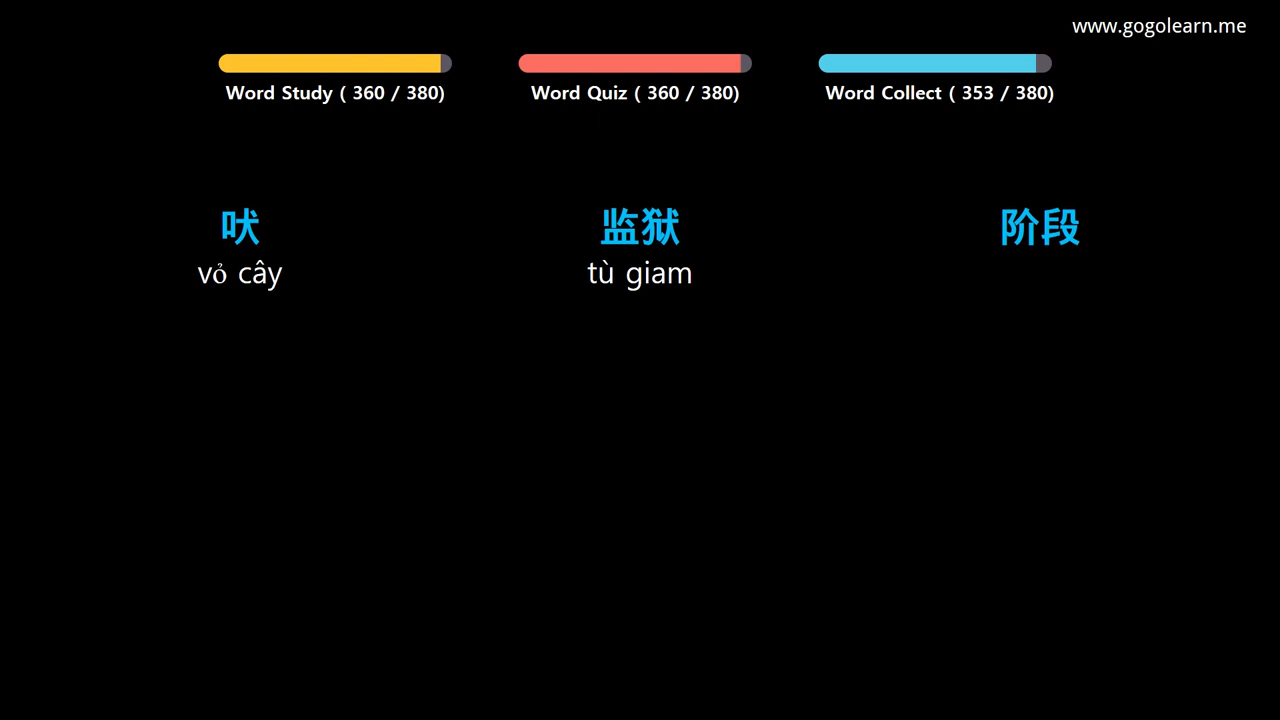 www.gogolearn.me
Word Study ( 360 / 380)
Word Quiz ( 360 / 380)
Word Collect ( 353 / 380)
吠
监狱
阶段
vỏ cây
tù giam